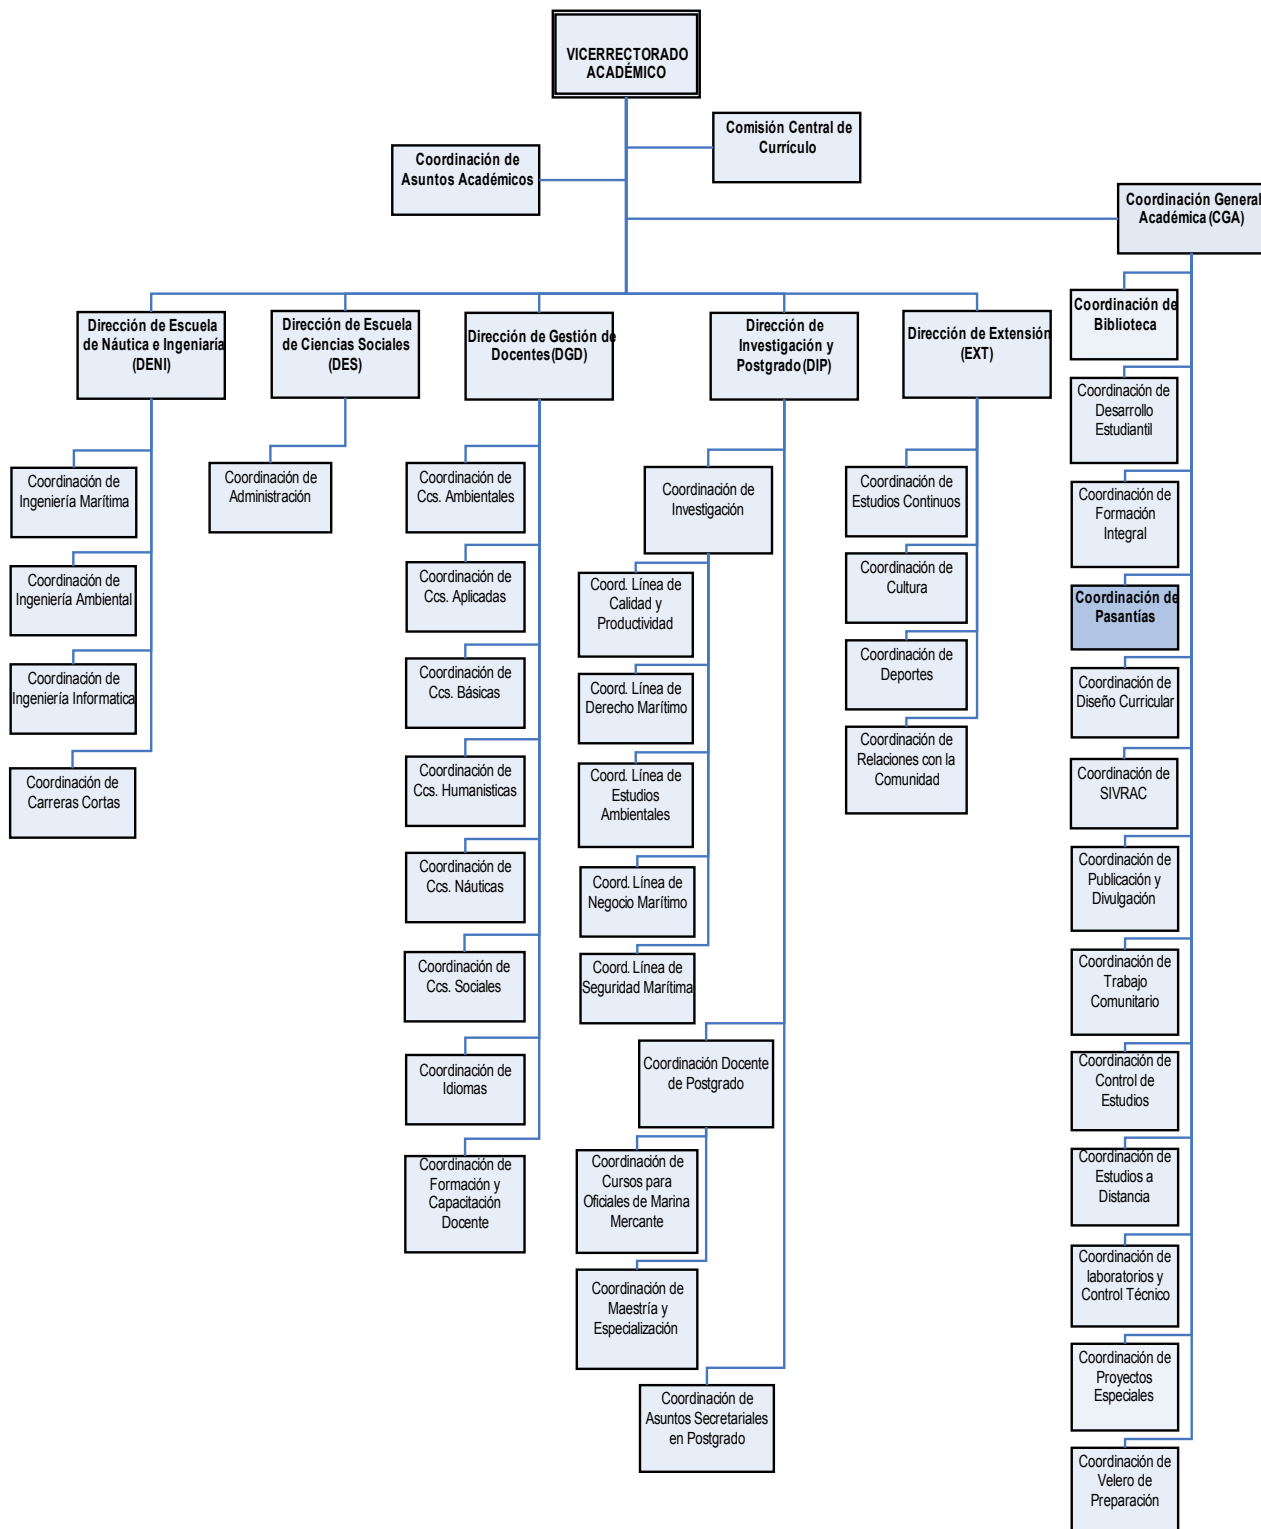 VICERRECTORADO
ACADÉMICO
Comisión Central de
Currículo
Coordinación de
Asuntos Académicos
Coordinación General
Académica (CGA)
Dirección de Escuela
de Náutica e Ingeniaría
(DENI)
Dirección de Escuela
de Ciencias Sociales
(DES)
Dirección de Gestión de
Docentes (DGD)
Dirección de
Investigación y
Postgrado (DIP)
Dirección de Extensión
(EXT)
Coordinación de
Ingeniería Marítima
Coordinación de
Ingeniería Ambiental
Coordinación de
Ingeniería Informatica
Coordinación de
Carreras Cortas
Coordinación de
Administración
Coordinación de
Ccs. Ambientales
Coordinación de
Ccs. Aplicadas
Coordinación de
Ccs. Básicas
Coordinación de
Ccs. Humanisticas
Coordinación de
Ccs. Náuticas
Coordinación de
Ccs. Sociales
Coordinación de
Idiomas
Coordinación de
Formación y
Capacitación
Docente
Coordinación de
Investigación
Coord. Línea de
Calidad y
Productividad
Coord. Línea de
Derecho Marítimo
Coord. Línea de
Estudios
Ambientales
Coord. Línea de
Negocio Marítimo
Coord. Línea de
Seguridad Marítima
Coordinación Docente
de Postgrado
Coordinación de
Cursos para
Oficiales de Marina
Mercante
Coordinación de
Maestría y
Especialización
Coordinación de
Asuntos Secretariales
en Postgrado
Coordinación de
Estudios Continuos
Coordinación de
Cultura
Coordinación de
Deportes
Coordinación de
Relaciones con la
Comunidad
Coordinación de
Biblioteca
Coordinación de
Desarrollo
Estudiantil
Coordinación de
Formación
Integral
Coordinación de
Pasantías
Coordinación de
Diseño Curricular
Coordinación de
SIVRAC
Coordinación de
Publicación y
Divulgación
Coordinación de
Trabajo
Comunitario
Coordinación de
Control de
Estudios
Coordinación de
Estudios a
Distancia
Coordinación de
laboratorios y
Control Técnico
Coordinación de
Proyectos
Especiales
Coordinación de
Velero de
Preparación